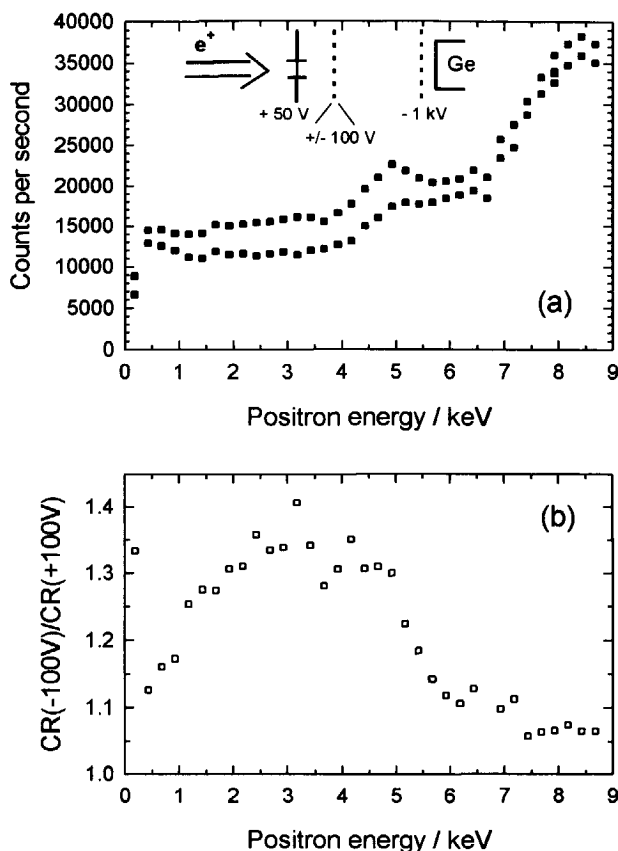 40000
35000
30000
25000
20000
15000
10000
5000
0
Counts per second
e+
Ge
+ 50 V
+/- 100 V
- 1 kV
(a)
0 1 2 3 4 5 6 7 8 9
Positron energy / keV
1.4
1.3
1.2
1.1
1.0
CR(-100V)/CR(+100V)
(b)
0 1 2 3 4 5 6 7 8 9
Positron energy / keV